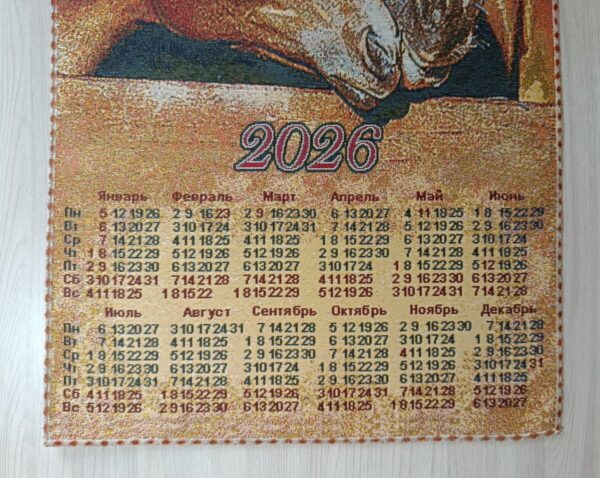 2026
Январь Февраль Март Апрель Май Июнь
Пн 5 12 19 26 2 9 16 23 2 9 16 23 30 6 13 20 27 4 11 18 25 1 8 15 22 29
Вт 6 13 20 27 3 10 17 24 3 10 17 24 31 7 14 21 28 5 12 19 26 2 9 16 23 30
Ср 7 14 21 28 4 11 18 25 4 11 18 25 1 8 15 22 29 6 13 20 27 3 10 17 24
Чт 1 8 15 22 29 5 12 19 26 5 12 19 26 2 9 16 23 30 7 14 21 28 4 11 18 25
Пт 2 9 16 23 30 6 13 20 27 6 13 20 27 3 10 17 24 1 8 15 22 29 5 12 19 26
Сб 3 10 17 24 31 7 14 21 28 7 14 21 28 4 11 18 25 2 9 16 23 30 6 13 20 27
Вс 4 11 18 25 1 8 15 22 1 8 15 22 29 5 12 19 26 3 10 17 24 31 7 14 21 28
Июль Август Сентябрь Октябрь Ноябрь Декабрь
Пн 6 13 20 27 3 10 17 24 31 7 14 21 28 5 12 19 26 2 9 16 23 30 7 14 21 28
Вт 7 14 21 28 4 11 18 25 1 8 15 22 29 6 13 20 27 3 10 17 24 1 8 15 22 29
Ср 1 8 15 22 29 5 12 19 26 2 9 16 23 30 7 14 21 28 4 11 18 25 2 9 16 23 30
Чт 2 9 16 23 30 6 13 20 27 3 10 17 24 1 8 15 22 29 5 12 19 26 3 10 17 24 31
Пт 3 10 17 24 31 7 14 21 28 4 11 18 25 2 9 16 23 30 6 13 20 27 4 11 18 25
Сб 4 11 18 25 1 8 15 22 29 5 12 19 26 3 10 17 24 31 7 14 21 28 5 12 19 26
Вс 5 12 19 26 2 9 16 23 30 6 13 20 27 4 11 18 25 1 8 15 22 29 6 13 20 27